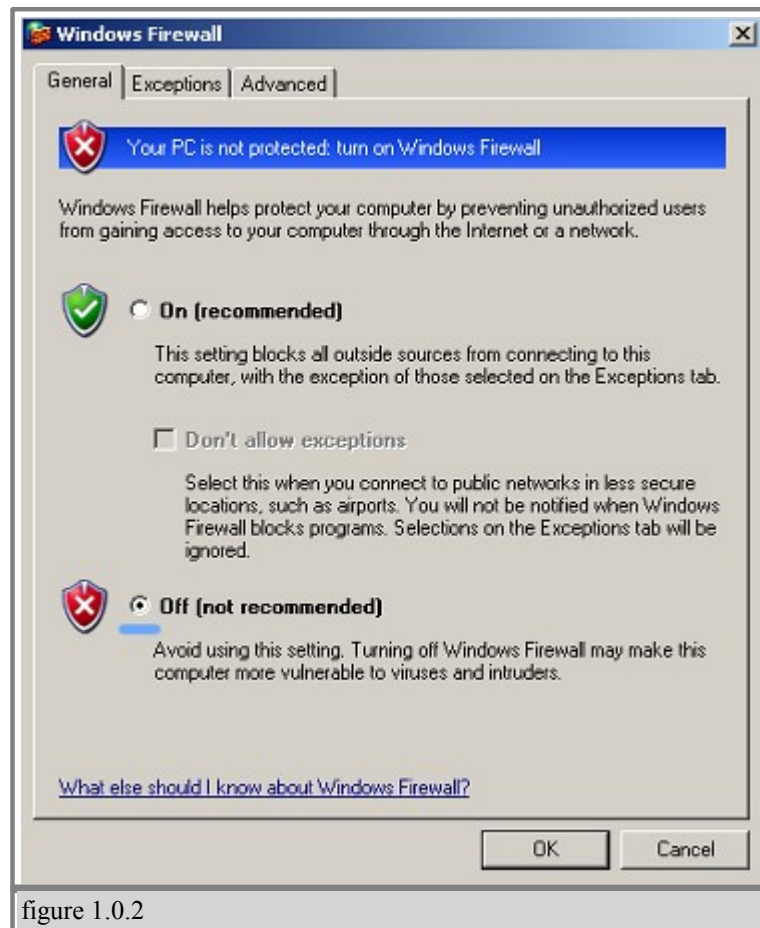 Windows Firewall
General
Exceptions
Advanced
Your PC is not protected: turn on Windows Firewall
Windows Firewall helps protect your computer by preventing unauthorized users
from gaining access to your computer through the Internet or a network.
On (recommended)
This setting blocks all outside sources from connecting to this
computer, with the exception of those selected on the Exceptions tab.
Don't allow exceptions
Select this when you connect to public networks in less secure
locations, such as airports. You will not be notified when Windows
Firewall blocks programs. Selections on the Exceptions tab will be
ignored.
Off (not recommended)
Avoid using this setting. Turning off Windows Firewall may make this
computer more vulnerable to viruses and intruders.
What else should I know about Windows Firewall?
OK
Cancel
figure 1.0.2